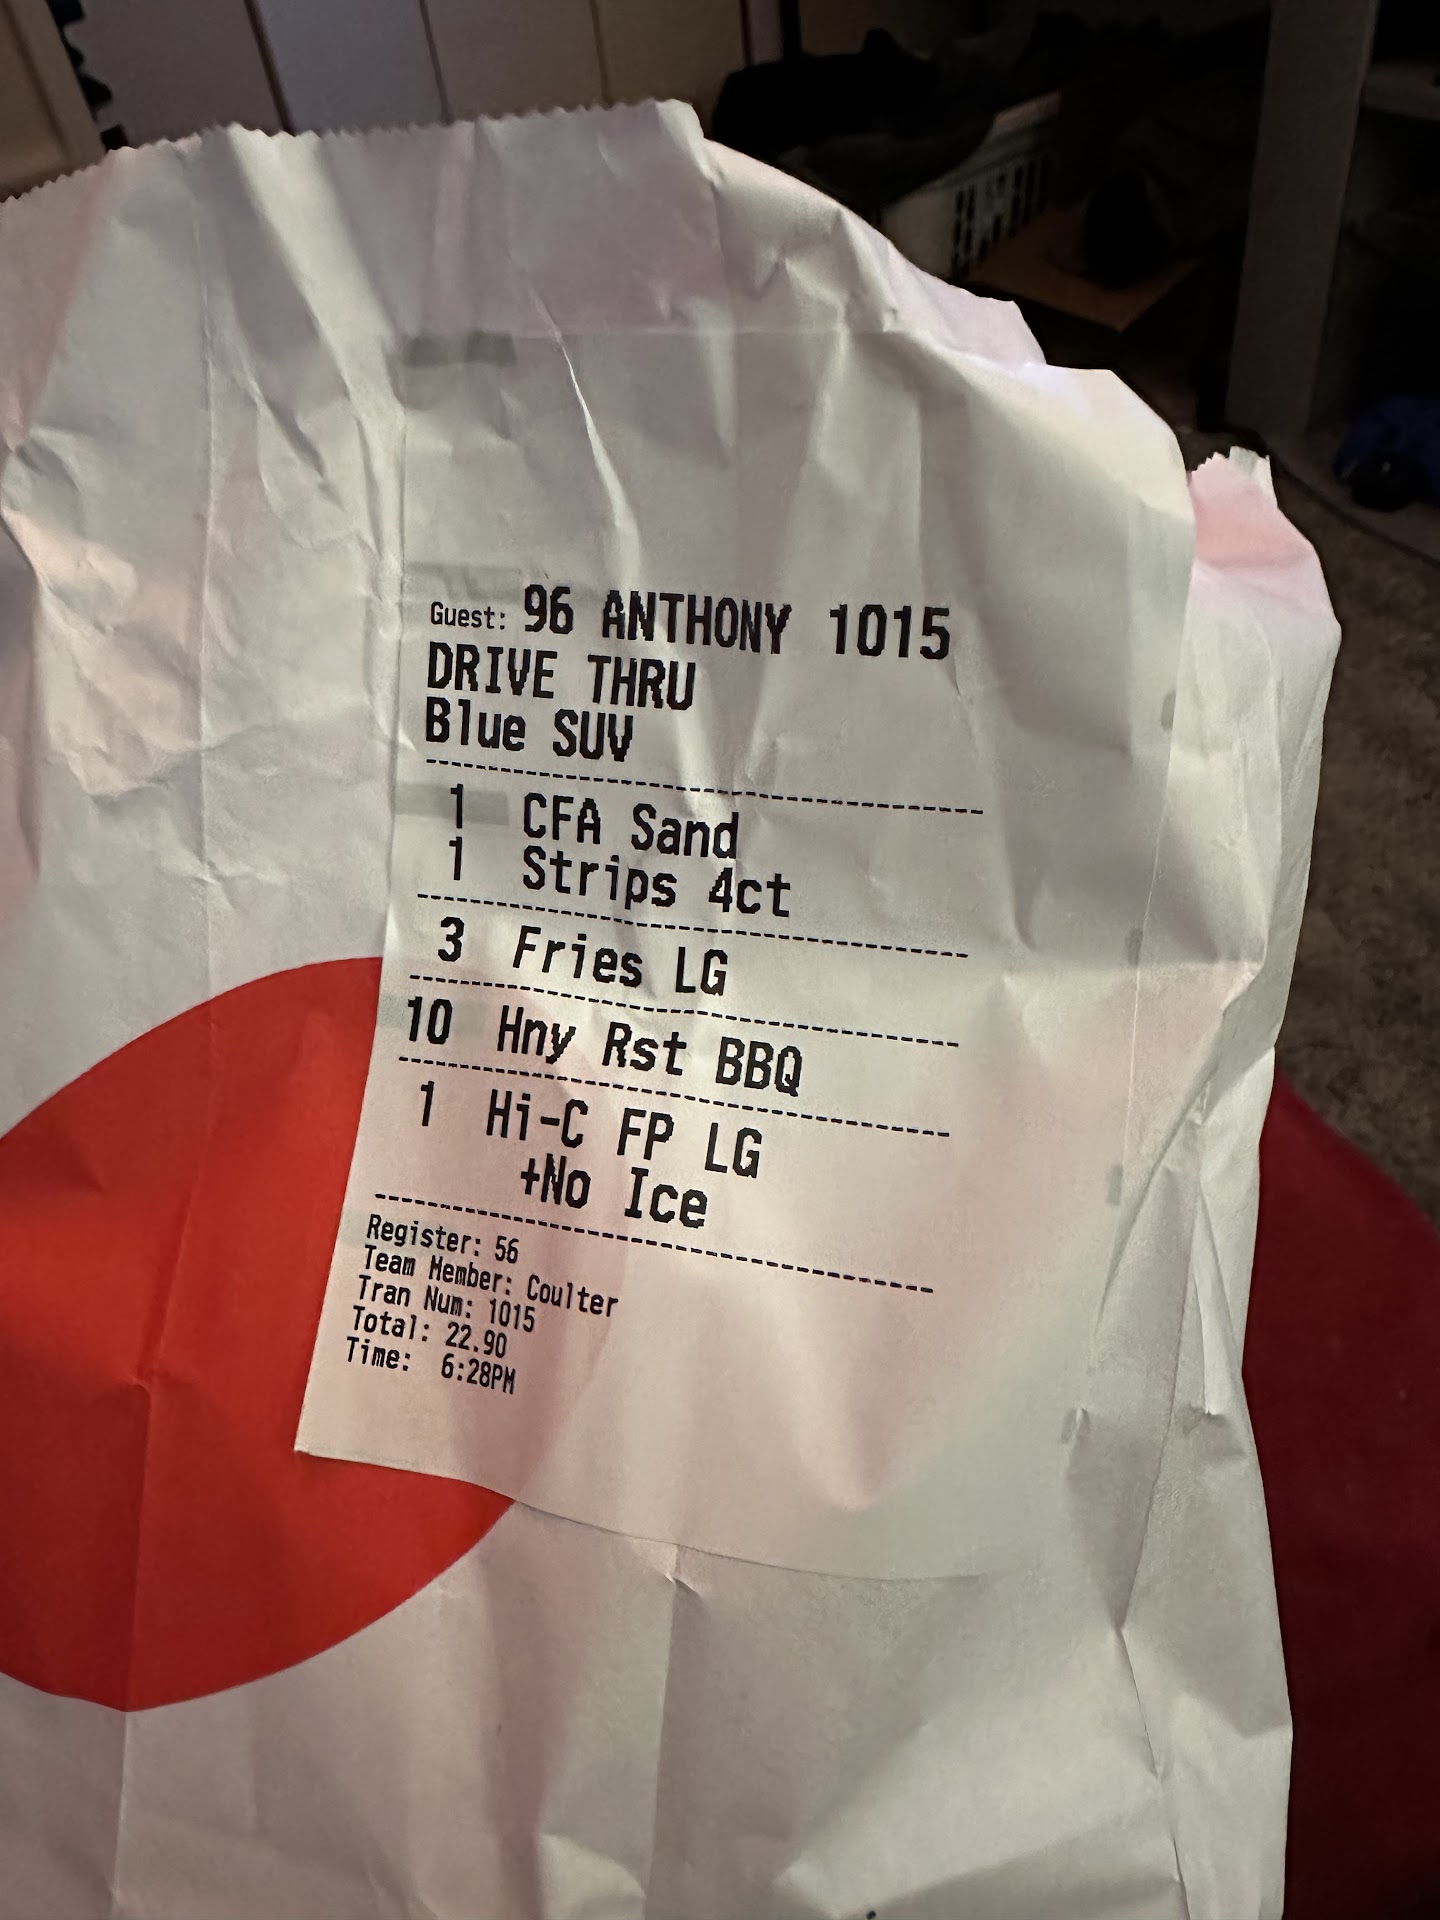 Guest: 96 ANTHONY 1015
DRIVE THRU
Blue SUV
1 CFA Sand
1 Strips 4ct
3 Fries LG
10 Hny Rst BBQ
1 Hi-C FP LG
+No Ice
Register: 56
Team Member: Coulter
Tran Num: 1015
Total: 22.90
Time: 6:28PM